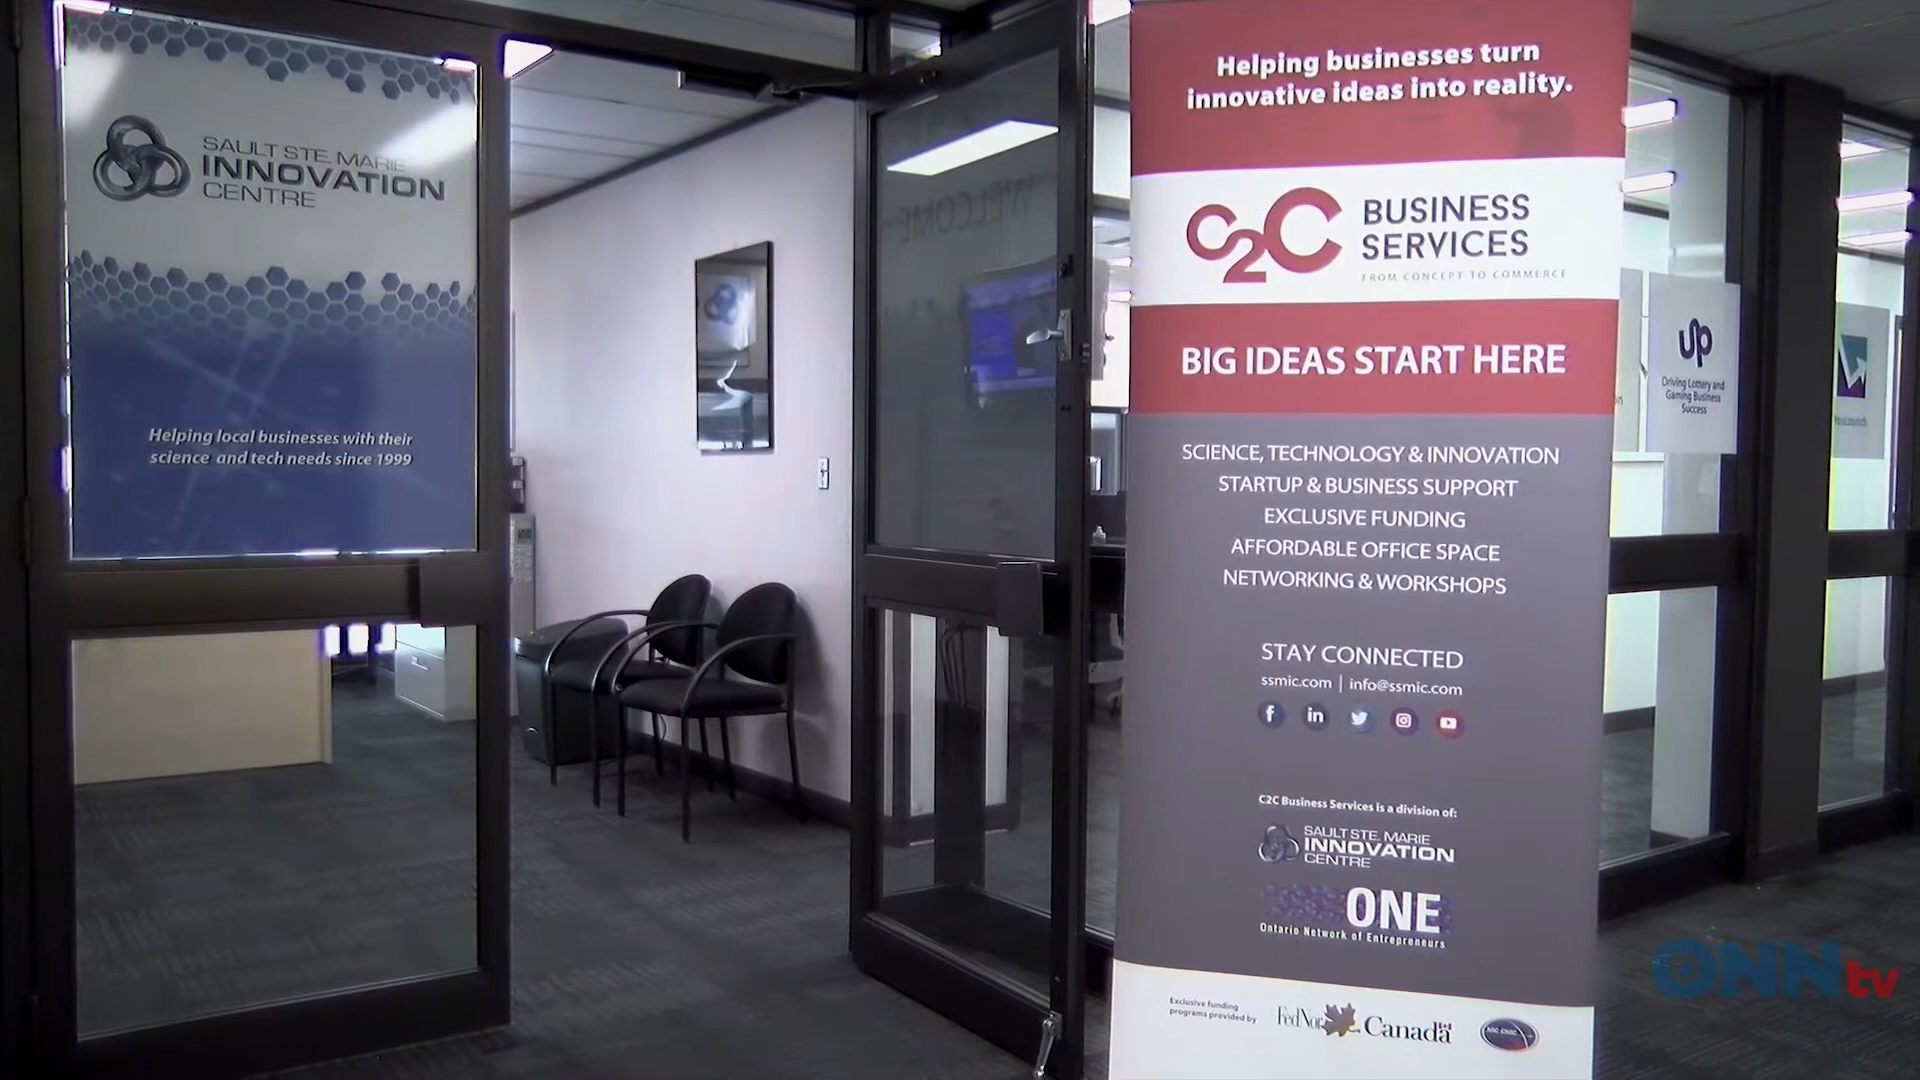 SAULT STE. MARIE
INNOVATION
CENTRE
Helping local businesses with their
science and tech needs since 1999
WELCOME
Helping businesses turn
innovative ideas into reality.
C2C BUSINESS
SERVICES
FROM CONCEPT TO COMMERCE
BIG IDEAS START HERE
SCIENCE, TECHNOLOGY & INNOVATION
STARTUP & BUSINESS SUPPORT
EXCLUSIVE FUNDING
AFFORDABLE OFFICE SPACE
NETWORKING & WORKSHOPS
STAY CONNECTED
ssmic.com | info@ssmic.com
C2C Business Services is a division of:
SAULT STE. MARIE
INNOVATION
CENTRE
ONE
Ontario Network of Entrepreneurs
Exclusive funding
programs provided by
FedNor Canada
up
Driving Lottery and
Gaming Business
Success
YouLaunch
ONNtv